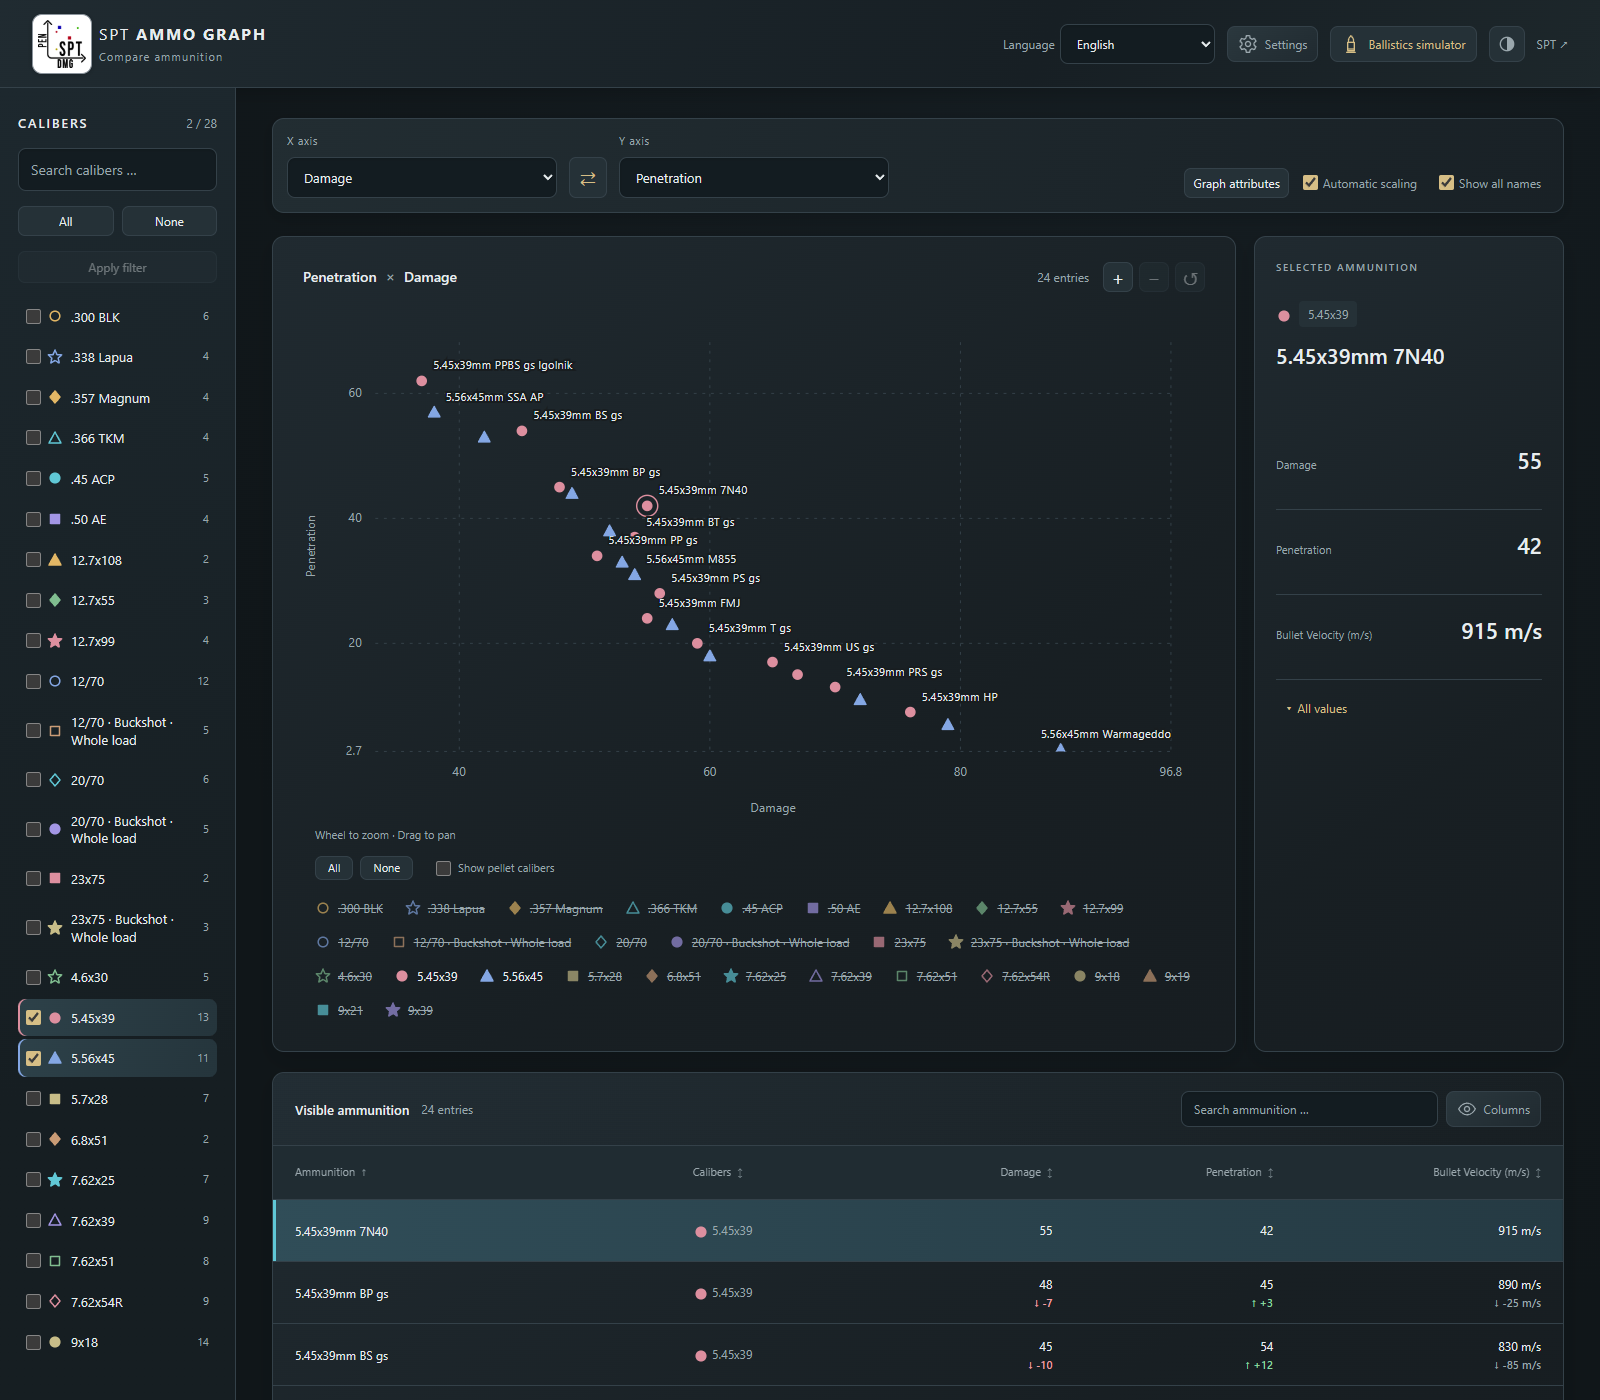 PEN
SPT
DMG
SPT AMMO GRAPH
Compare ammunition
Language
English
Settings
Ballistics simulator
SPT ↗
CALIBERS
2 / 28
Search calibers ...
All
None
Apply filter
.300 BLK 6
.338 Lapua 4
.357 Magnum 4
.366 TKM 4
.45 ACP 5
.50 AE 4
12.7x108 2
12.7x55 3
12.7x99 4
12/70 12
12/70 · Buckshot ·
Whole load 5
20/70 6
20/70 · Buckshot ·
Whole load 5
23x75 2
23x75 · Buckshot ·
Whole load 3
4.6x30 5
5.45x39 13
5.56x45 11
5.7x28 7
6.8x51 2
7.62x25 7
7.62x39 9
7.62x51 8
7.62x54R 9
9x18 14
X axis
Damage
Y axis
Penetration
Graph attributes
Automatic scaling
Show all names
Penetration × Damage
24 entries
+
−
5.45x39mm PPBS gs Igolnik
60
5.56x45mm SSA AP
5.45x39mm BS gs
5.45x39mm BP gs
5.45x39mm 7N40
40
5.45x39mm BT gs
5.45x39mm PP gs
5.56x45mm M855
5.45x39mm PS gs
5.45x39mm FMJ
5.45x39mm T gs
20
5.45x39mm US gs
5.45x39mm PRS gs
5.45x39mm HP
5.56x45mm Warmageddo
2.7
40 60 80 96.8
Penetration
Damage
Wheel to zoom · Drag to pan
All
None
Show pellet calibers
.300 BLK .338 Lapua .357 Magnum .366 TKM .45 ACP .50 AE 12.7x108 12.7x55 12.7x99
12/70 12/70 · Buckshot · Whole load 20/70 20/70 · Buckshot · Whole load 23x75 23x75 · Buckshot · Whole load
4.6x30 5.45x39 5.56x45 5.7x28 6.8x51 7.62x25 7.62x39 7.62x51 7.62x54R 9x18 9x19
9x21 9x39
SELECTED AMMUNITION
5.45x39
5.45x39mm 7N40
Damage 55
Penetration 42
Bullet Velocity (m/s) 915 m/s
All values
Visible ammunition 24 entries
Search ammunition ...
Columns
Ammunition ↑ Calibers ↕ Damage ↕ Penetration ↕ Bullet Velocity (m/s) ↕
5.45x39mm 7N40 5.45x39 55 42 915 m/s
5.45x39mm BP gs 5.45x39 48 45 890 m/s
↓ -7 ↑ +3 ↓ -25 m/s
5.45x39mm BS gs 5.45x39 45 54 830 m/s
↓ -10 ↑ +12 ↓ -85 m/s